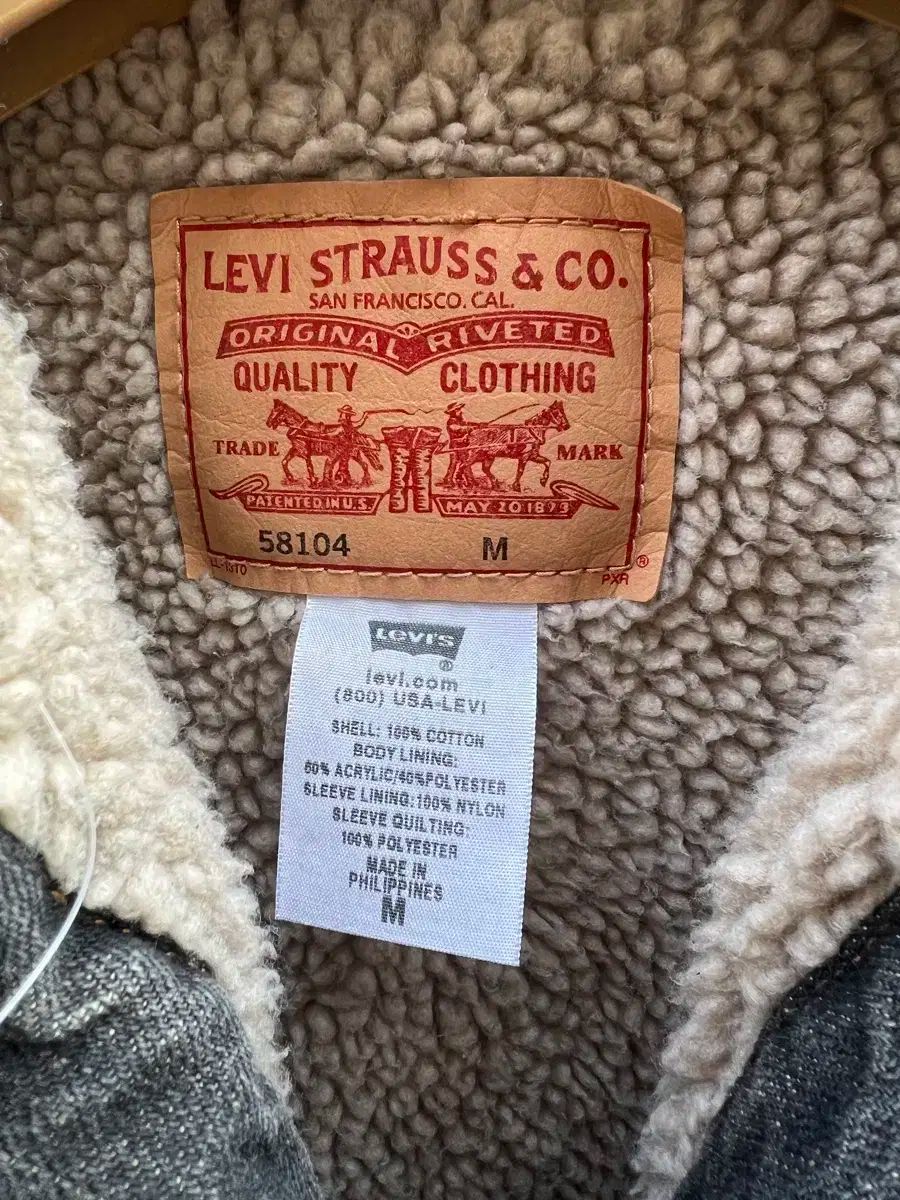 LEVI STRAUSS & CO.
SAN FRANCISCO. CAL.
ORIGINAL RIVETED
QUALITY CLOTHING
TRADE MARK
PATENTED IN U.S. MAY 20 1873
58104 M
PXR ®
LEVI'S
®
levi.com
(800) USA-LEVI
SHELL: 100% COTTON
BODY LINING:
60% ACRYLIC/40%POLYESTER
SLEEVE LINING:100% NYLON
SLEEVE QUILTING:
100% POLYESTER
MADE IN
PHILIPPINES
M